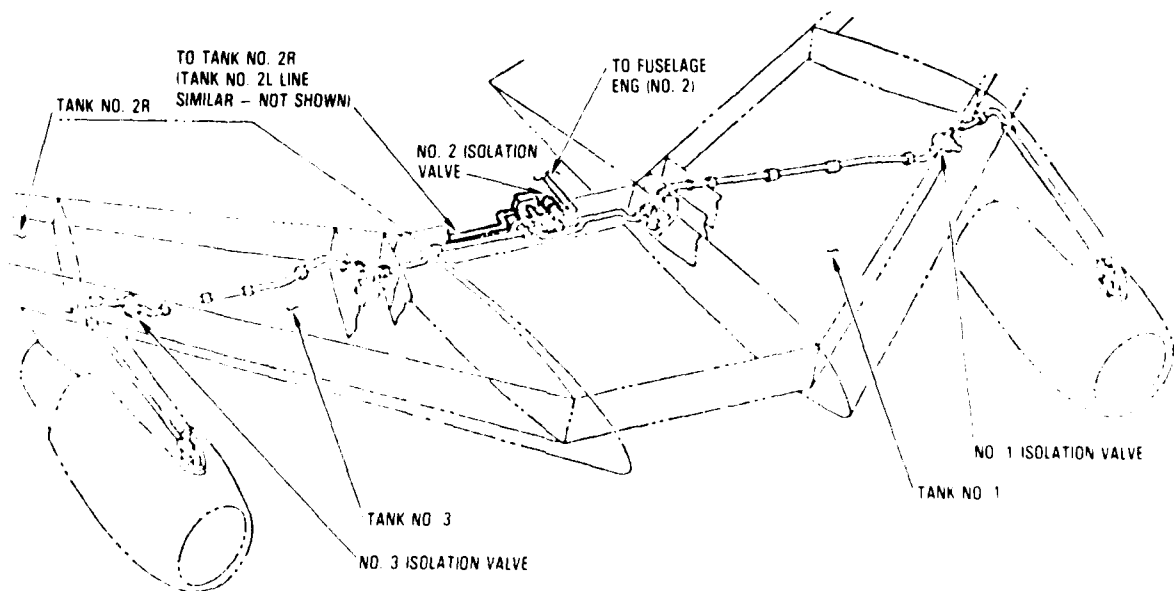 TO TANK NO. 2R
(TANK NO. 2L LINE
SIMILAR – NOT SHOWN)
TANK NO. 2R
TO FUSELAGE
ENG (NO. 2)
NO. 2 ISOLATION
VALVE
NO. 1 ISOLATION VALVE
TANK NO. 1
TANK NO. 3
NO. 3 ISOLATION VALVE